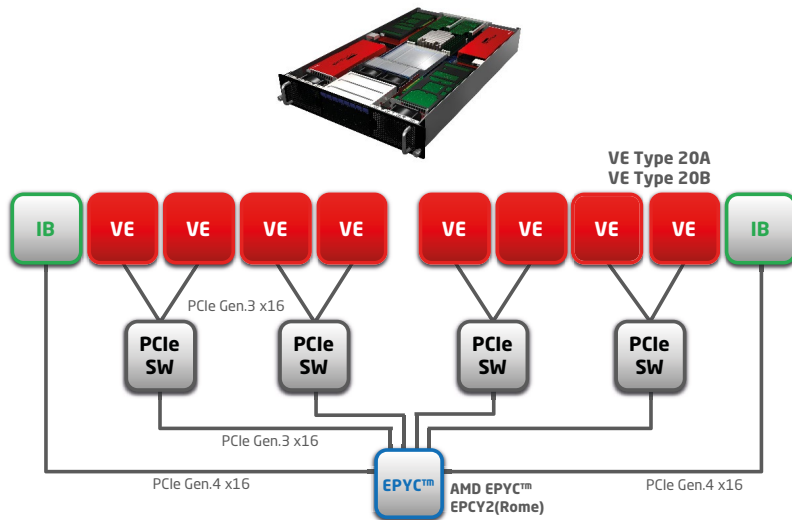 VE Type 20A
VE Type 20B
IB
VE
VE
VE
VE
VE
VE
VE
VE
IB
PCIe Gen.3 x16
PCIe
SW
PCIe
SW
PCIe
SW
PCIe
SW
PCIe Gen.3 x16
PCIe Gen.4 x16
EPYC™
AMD EPYC™
EPCY2(Rome)
PCIe Gen.4 x16